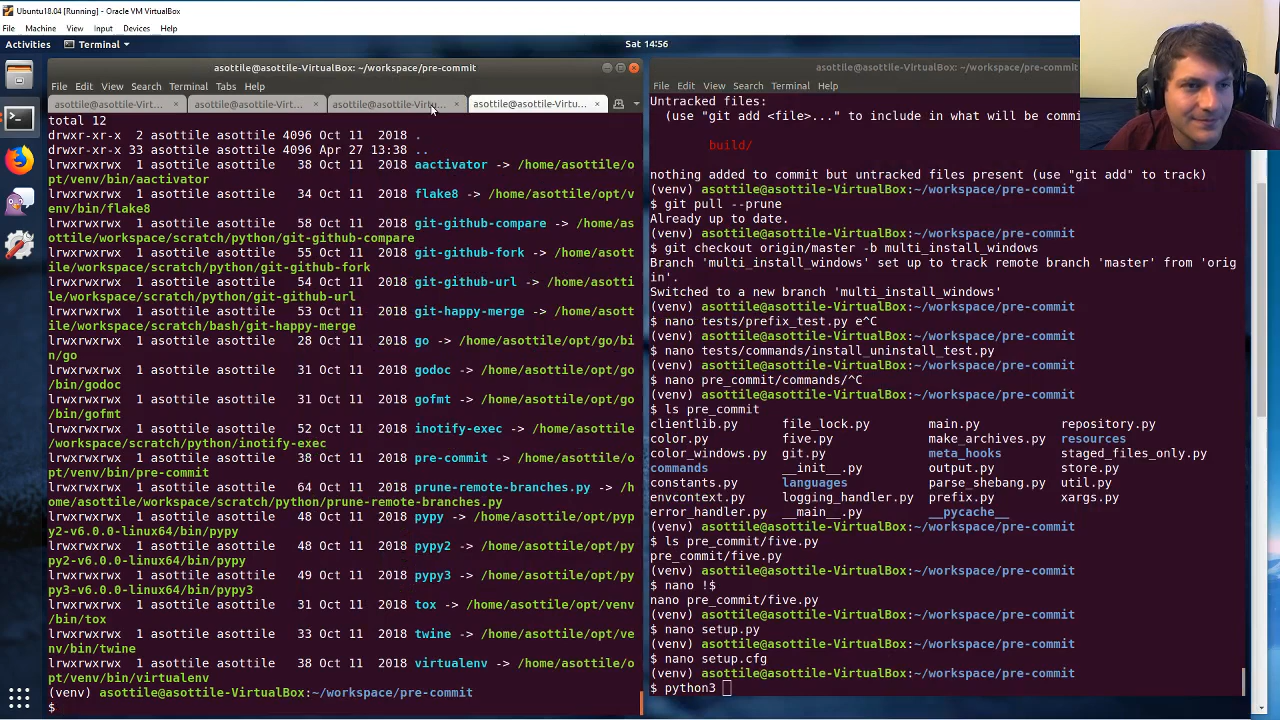 Ubuntu18.04 [Running] - Oracle VM VirtualBox
File Machine View Input Devices Help
Activities Terminal Sat 14:56
asottile@asottile-VirtualBox: ~/workspace/pre-commit
File Edit View Search Terminal Tabs Help
asottile@asottile-Virt... asottile@asottile-Virtu... asottile@asottile-Virtu... asottile@asottile-Virtu...
total 12
drwxr-xr-x 2 asottile asottile 4096 Oct 11 2018 .
drwxr-xr-x 33 asottile asottile 4096 Apr 27 13:38 ..
lrwxrwxrwx 1 asottile asottile 38 Oct 11 2018 aactivator -> /home/asottile/o
pt/venv/bin/aactivator
lrwxrwxrwx 1 asottile asottile 34 Oct 11 2018 flake8 -> /home/asottile/opt/v
env/bin/flake8
lrwxrwxrwx 1 asottile asottile 58 Oct 11 2018 git-github-compare -> /home/as
ottile/workspace/scratch/python/git-github-compare
lrwxrwxrwx 1 asottile asottile 55 Oct 11 2018 git-github-fork -> /home/asott
ile/workspace/scratch/python/git-github-fork
lrwxrwxrwx 1 asottile asottile 54 Oct 11 2018 git-github-url -> /home/asotti
le/workspace/scratch/python/git-github-url
lrwxrwxrwx 1 asottile asottile 53 Oct 11 2018 git-happy-merge -> /home/asott
ile/workspace/scratch/bash/git-happy-merge
lrwxrwxrwx 1 asottile asottile 28 Oct 11 2018 go -> /home/asottile/opt/go/bi
n/go
lrwxrwxrwx 1 asottile asottile 31 Oct 11 2018 godoc -> /home/asottile/opt/go
/bin/godoc
lrwxrwxrwx 1 asottile asottile 31 Oct 11 2018 gofmt -> /home/asottile/opt/go
/bin/gofmt
lrwxrwxrwx 1 asottile asottile 52 Oct 11 2018 inotify-exec -> /home/asottile
/workspace/scratch/python/inotify-exec
lrwxrwxrwx 1 asottile asottile 38 Oct 11 2018 pre-commit -> /home/asottile/o
pt/venv/bin/pre-commit
lrwxrwxrwx 1 asottile asottile 64 Oct 11 2018 prune-remote-branches.py -> /h
ome/asottile/workspace/scratch/python/prune-remote-branches.py
lrwxrwxrwx 1 asottile asottile 48 Oct 11 2018 pypy -> /home/asottile/opt/pyp
y2-v6.0.0-linux64/bin/pypy
lrwxrwxrwx 1 asottile asottile 48 Oct 11 2018 pypy2 -> /home/asottile/opt/py
py2-v6.0.0-linux64/bin/pypy
lrwxrwxrwx 1 asottile asottile 49 Oct 11 2018 pypy3 -> /home/asottile/opt/py
py3-v6.0.0-linux64/bin/pypy3
lrwxrwxrwx 1 asottile asottile 31 Oct 11 2018 tox -> /home/asottile/opt/venv
/bin/tox
lrwxrwxrwx 1 asottile asottile 33 Oct 11 2018 twine -> /home/asottile/opt/ve
nv/bin/twine
lrwxrwxrwx 1 asottile asottile 38 Oct 11 2018 virtualenv -> /home/asottile/o
pt/venv/bin/virtualenv
(venv) asottile@asottile-VirtualBox:~/workspace/pre-commit
$
asottile@asottile-VirtualBox: ~/workspace/pre-commit
File Edit View Search Terminal Help
Untracked files:
(use "git add <file>..." to include in what will be commi
build/
nothing added to commit but untracked files present (use "git add" to track)
(venv) asottile@asottile-VirtualBox:~/workspace/pre-commit
$ git pull --prune
Already up to date.
(venv) asottile@asottile-VirtualBox:~/workspace/pre-commit
$ git checkout origin/master -b multi_install_windows
Branch 'multi_install_windows' set up to track remote branch 'master' from 'orig
in'.
Switched to a new branch 'multi_install_windows'
(venv) asottile@asottile-VirtualBox:~/workspace/pre-commit
$ nano tests/prefix_test.py e^C
(venv) asottile@asottile-VirtualBox:~/workspace/pre-commit
$ nano tests/commands/install_uninstall_test.py
(venv) asottile@asottile-VirtualBox:~/workspace/pre-commit
$ nano pre_commit/commands/^C
(venv) asottile@asottile-VirtualBox:~/workspace/pre-commit
$ ls pre_commit
clientlib.py file_lock.py main.py repository.py
color.py five.py make_archives.py resources
color_windows.py git.py meta_hooks staged_files_only.py
commands __init__.py output.py store.py
constants.py languages parse_shebang.py util.py
envcontext.py logging_handler.py prefix.py xargs.py
error_handler.py __main__.py __pycache__
(venv) asottile@asottile-VirtualBox:~/workspace/pre-commit
$ ls pre_commit/five.py
pre_commit/five.py
(venv) asottile@asottile-VirtualBox:~/workspace/pre-commit
$ nano !$
nano pre_commit/five.py
(venv) asottile@asottile-VirtualBox:~/workspace/pre-commit
$ nano setup.py
(venv) asottile@asottile-VirtualBox:~/workspace/pre-commit
$ nano setup.cfg
(venv) asottile@asottile-VirtualBox:~/workspace/pre-commit
$ python3